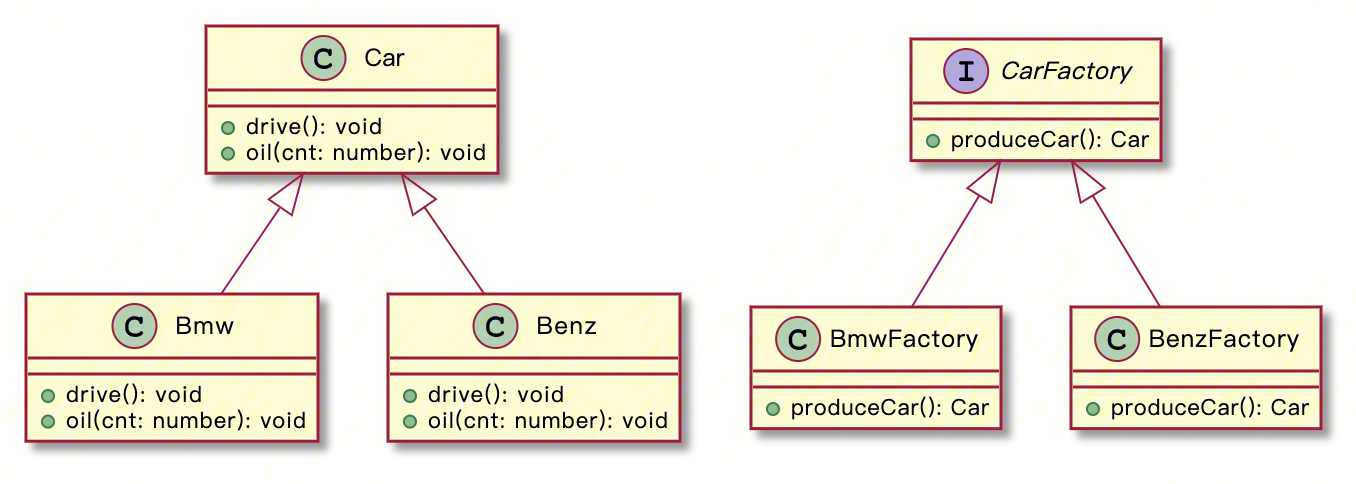 C Car
drive(): void
oil(cnt: number): void
I CarFactory
produceCar(): Car
C Bmw
drive(): void
oil(cnt: number): void
C Benz
drive(): void
oil(cnt: number): void
C BmwFactory
produceCar(): Car
C BenzFactory
produceCar(): Car